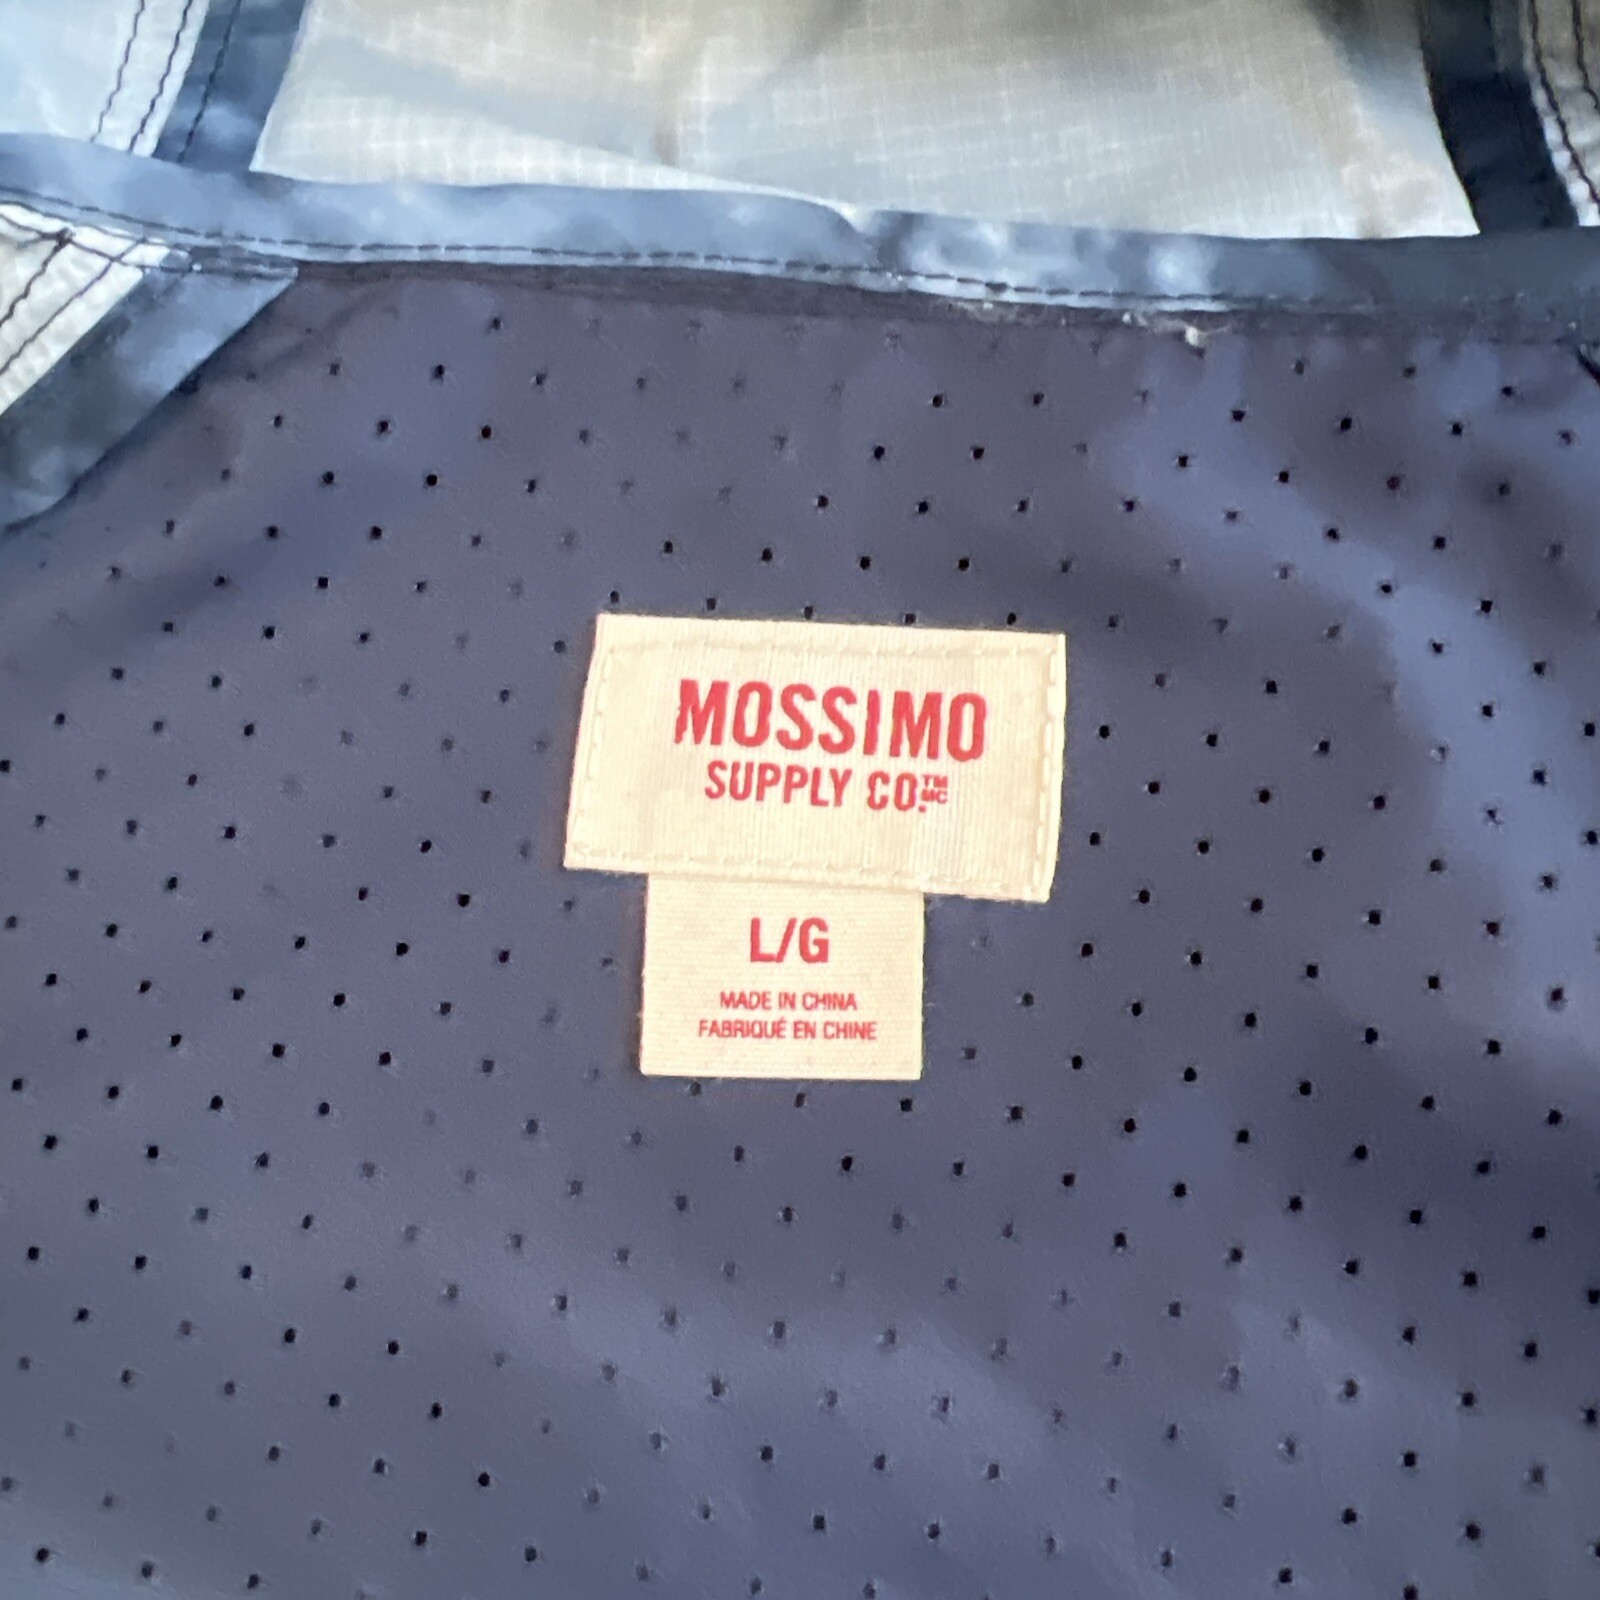 MOSSIMO
SUPPLY CO.™ MC
L/G
MADE IN CHINA
FABRIQUÉ EN CHINE